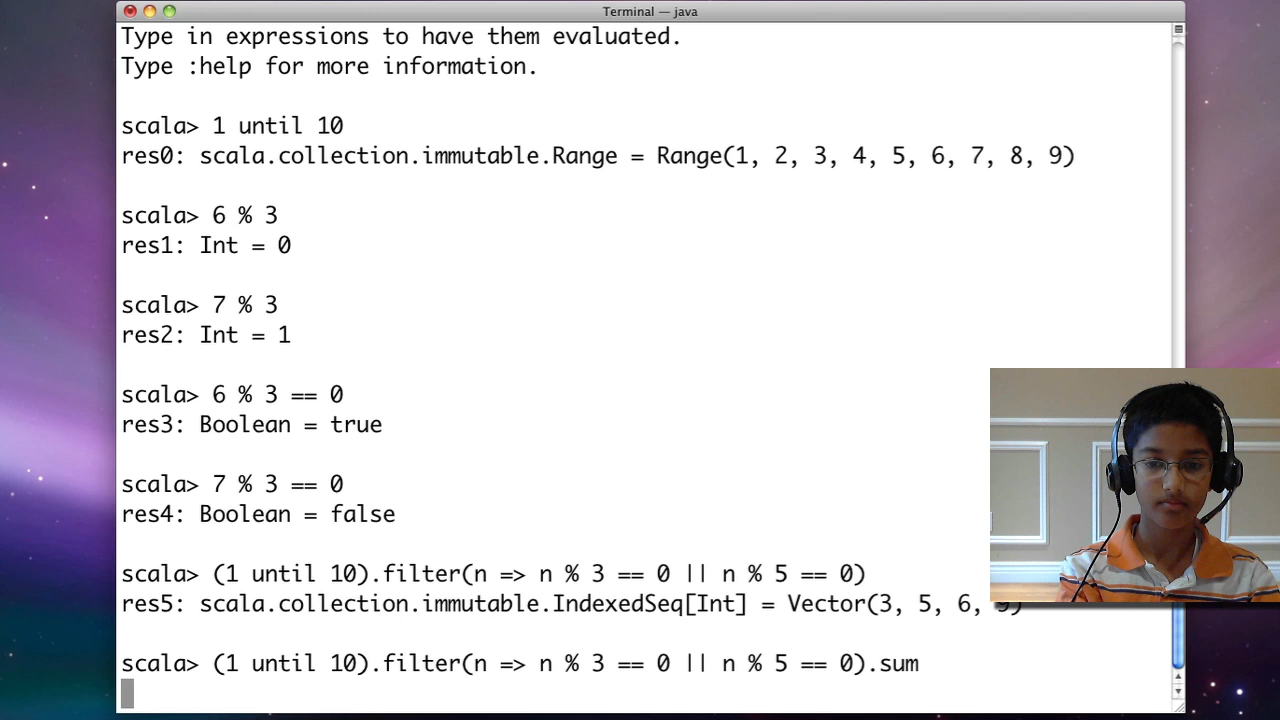 Terminal — java
Type in expressions to have them evaluated.
Type :help for more information.
scala> 1 until 10
res0: scala.collection.immutable.Range = Range(1, 2, 3, 4, 5, 6, 7, 8, 9)
scala> 6 % 3
res1: Int = 0
scala> 7 % 3
res2: Int = 1
scala> 6 % 3 == 0
res3: Boolean = true
scala> 7 % 3 == 0
res4: Boolean = false
scala> (1 until 10).filter(n => n % 3 == 0 || n % 5 == 0)
res5: scala.collection.immutable.IndexedSeq[Int] = Vector(3, 5, 6, 9)
scala> (1 until 10).filter(n => n % 3 == 0 || n % 5 == 0).sum